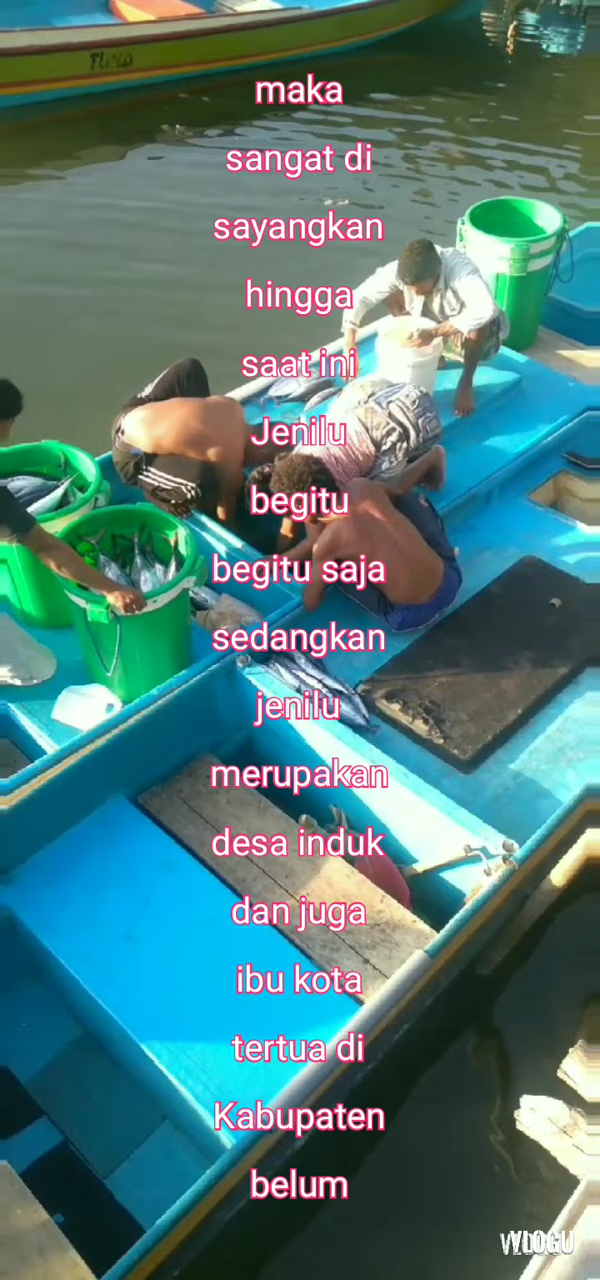 maka
sangat di
sayangkan
hingga
saat ini
Jenilu
begitu
begitu saja
sedangkan
jenilu
merupakan
desa induk
dan juga
ibu kota
tertua di
Kabupaten
belum